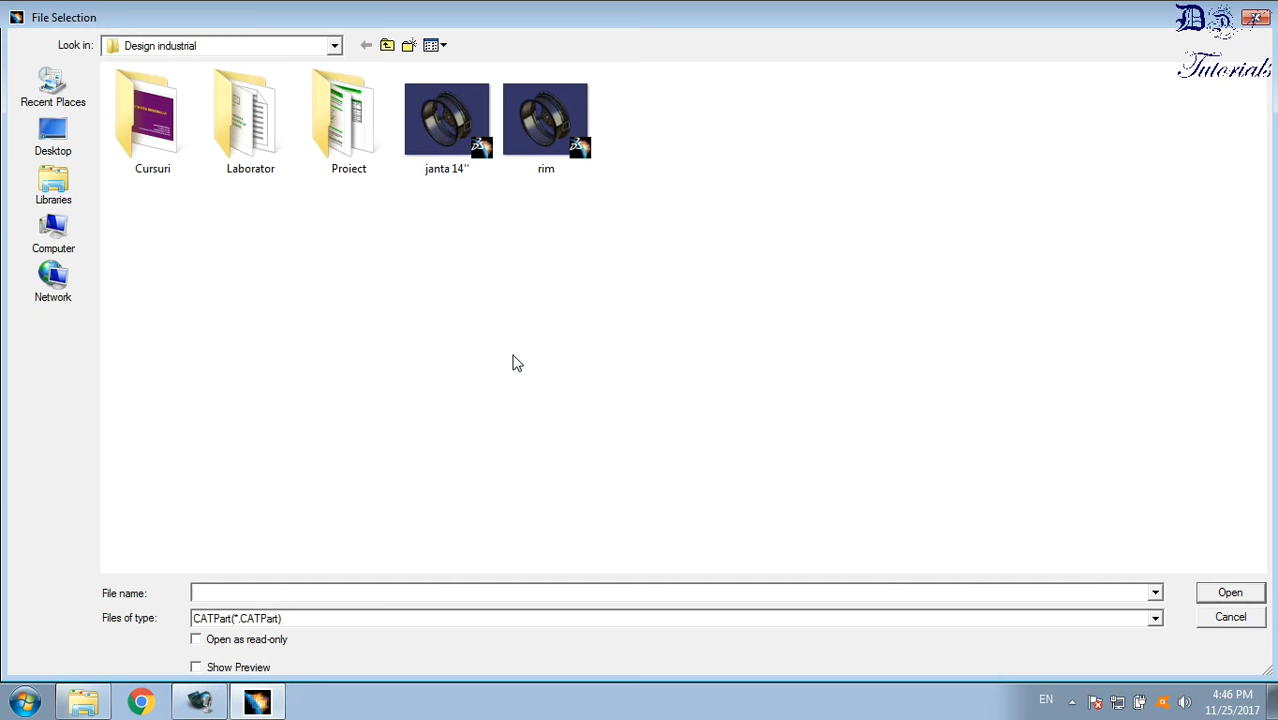 File Selection
D
Tutorials
Look in:
Design industrial
Recent Places
Desktop
Libraries
Computer
Network
Cursuri
Laborator
Proiect
janta 14''
rim
File name:
Open
Files of type:
CATPart(*.CATPart)
Cancel
Open as read-only
Show Preview
EN
4:46 PM
11/25/2017